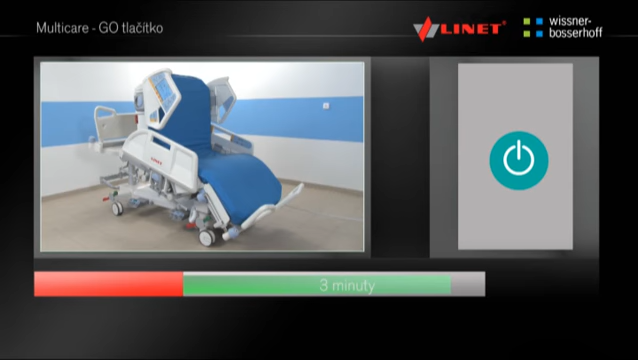 Multicare - GO tlačítko
LINET®
wissner-
bosserhoff
3 minuty